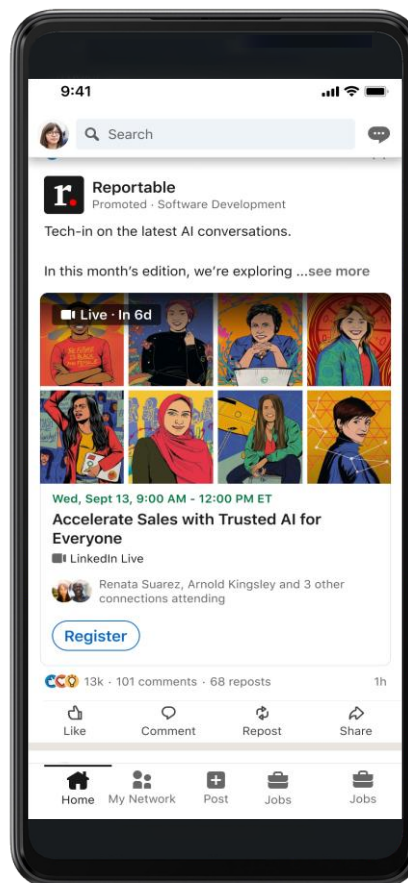 9:41
Search
r.
Reportable
Promoted · Software Development
Tech-in on the latest AI conversations.
In this month's edition, we're exploring ...see more
Live · In 6d
Wed, Sept 13, 9:00 AM - 12:00 PM ET
Accelerate Sales with Trusted AI for
Everyone
LinkedIn Live
Renata Suarez, Arnold Kingsley and 3 other
connections attending
Register
13k · 101 comments · 68 reposts 1h
Like Comment Repost Share
Home My Network Post Jobs Jobs